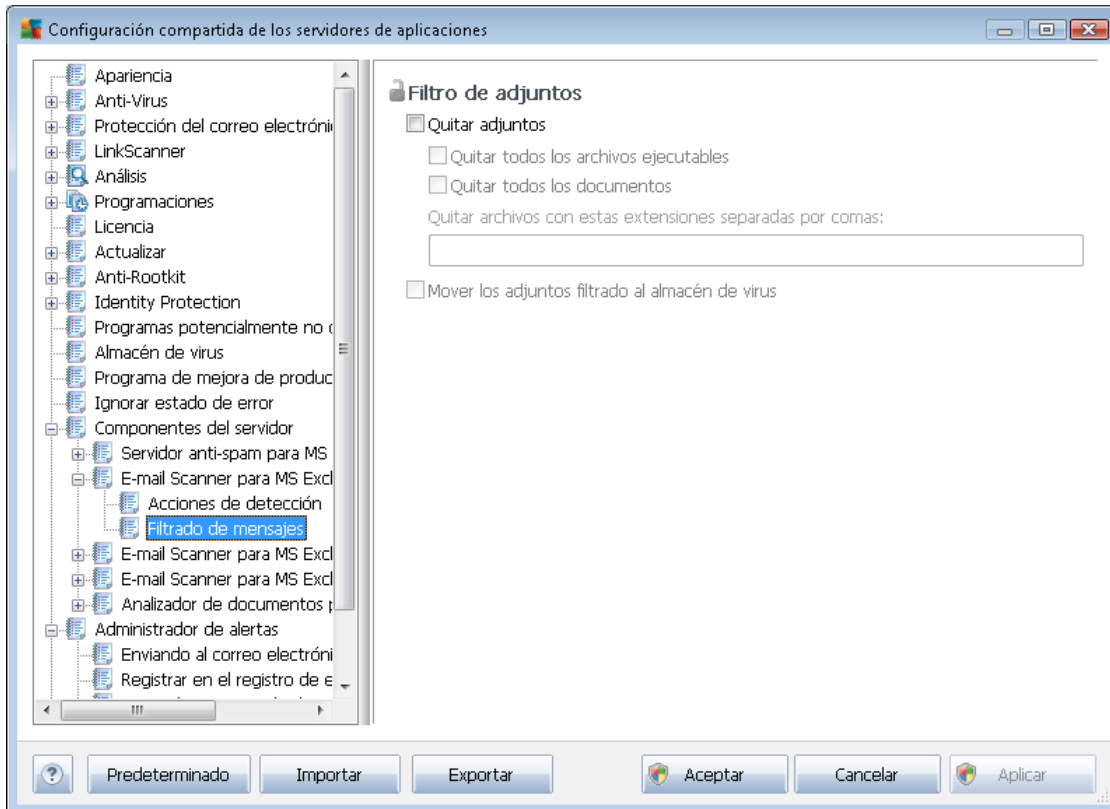 Configuración compartida de los servidores de aplicaciones
Apariencia
Anti-Virus
Protección del correo electróni
LinkScanner
Análisis
Programaciones
Licencia
Actualizar
Anti-Rootkit
Identity Protection
Programas potencialmente no
Almacén de virus
Programa de mejora de produc
Ignorar estado de error
Componentes del servidor
Servidor anti-spam para MS
E-mail Scanner para MS Excl
Acciones de detección
Filtrado de mensajes
E-mail Scanner para MS Excl
E-mail Scanner para MS Excl
Analizador de documentos
Administrador de alertas
Enviando al correo electróni
Registrar en el registro de e
Filtro de adjuntos
Quitar adjuntos
Quitar todos los archivos ejecutables
Quitar todos los documentos
Quitar archivos con estas extensiones separadas por comas:
Mover los adjuntos filtrado al almacén de virus
?
Predeterminado
Importar
Exportar
Aceptar
Cancelar
Aplicar